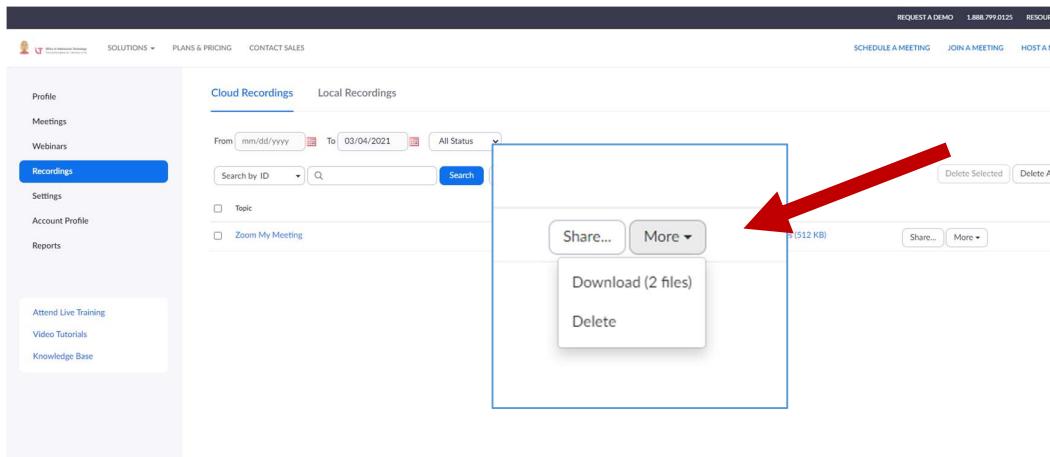 REQUEST A DEMO 1.888.799.0125 RESOUR
SOLUTIONS PLANS & PRICING CONTACT SALES SCHEDULE A MEETING JOIN A MEETING HOST A
Profile
Meetings
Webinars
Recordings
Settings
Account Profile
Reports
Attend Live Training
Video Tutorials
Knowledge Base
Cloud Recordings Local Recordings
From mm/dd/yyyy To 03/04/2021 All Status
Search by ID Search Delete Selected Delete A
Topic
Zoom My Meeting s (512 KB) Share... More
Share... More
Download (2 files)
Delete